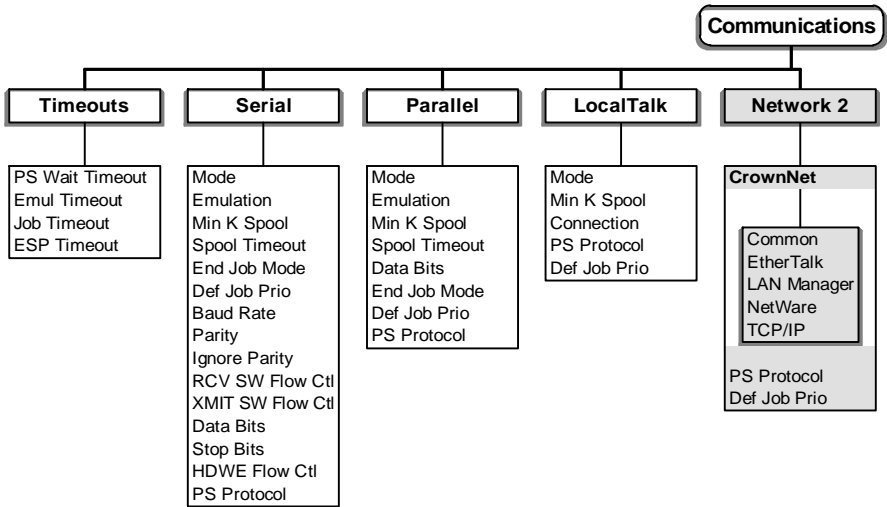 Communications
Timeouts
Serial
Parallel
LocalTalk
Network 2
PS Wait Timeout
Emul Timeout
Job Timeout
ESP Timeout
Mode
Emulation
Min K Spool
Spool Timeout
End Job Mode
Def Job Prio
Baud Rate
Parity
Ignore Parity
RCV SW Flow Ctl
XMIT SW Flow Ctl
Data Bits
Stop Bits
HDWE Flow Ctl
PS Protocol
Mode
Emulation
Min K Spool
Spool Timeout
Data Bits
End Job Mode
Def Job Prio
PS Protocol
Mode
Min K Spool
Connection
PS Protocol
Def Job Prio
CrownNet
Common
EtherTalk
LAN Manager
NetWare
TCP/IP
PS Protocol
Def Job Prio